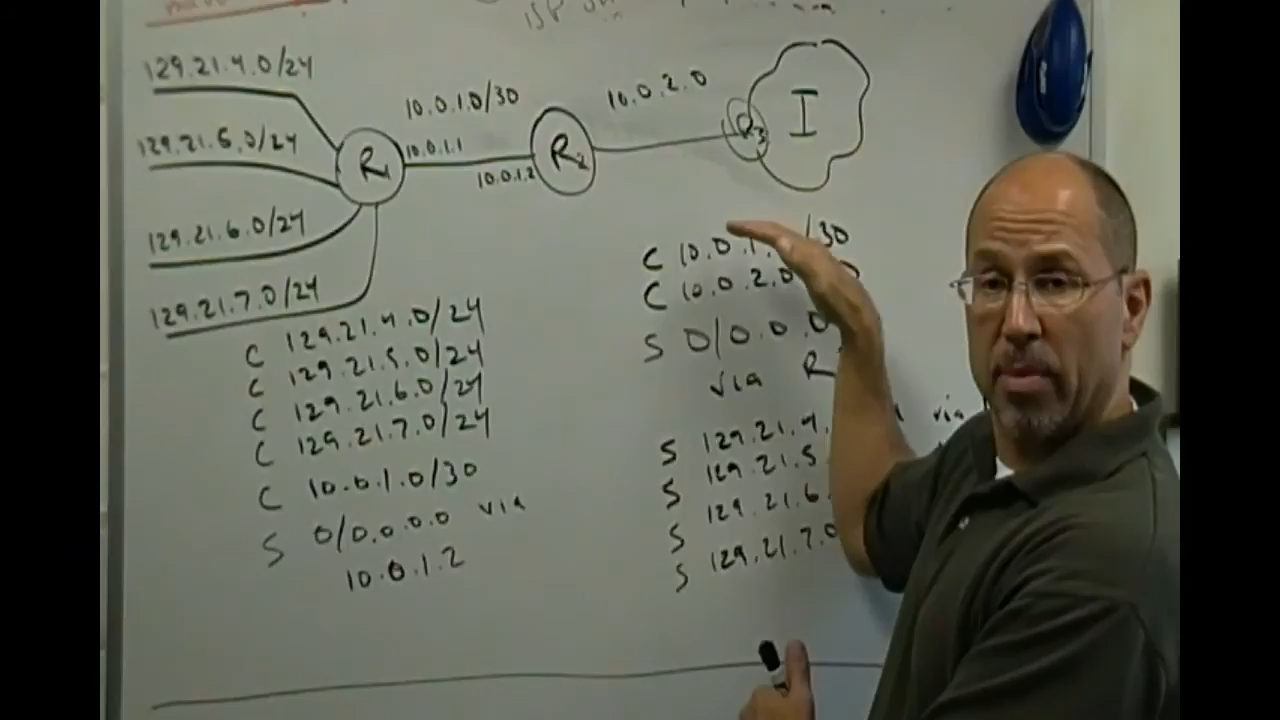 ISP
129.21.4.0/24
129.21.5.0/24
129.21.6.0/24
129.21.7.0/24
10.0.1.0/30
R1
10.0.1.1
10.0.1.2
R2
10.0.2.0
R3
I
C 129.21.4.0/24
C 129.21.5.0/24
C 129.21.6.0/24
C 129.21.7.0/24
C 10.0.1.0/30
S 0/0.0.0.0 via
10.0.1.2
C 10.0.1. /30
C 10.0.2.0
S 0/0.0.0
via R
S 129.21.4. via
S 129.21.5
S 129.21.6.
S 129.21.7.0